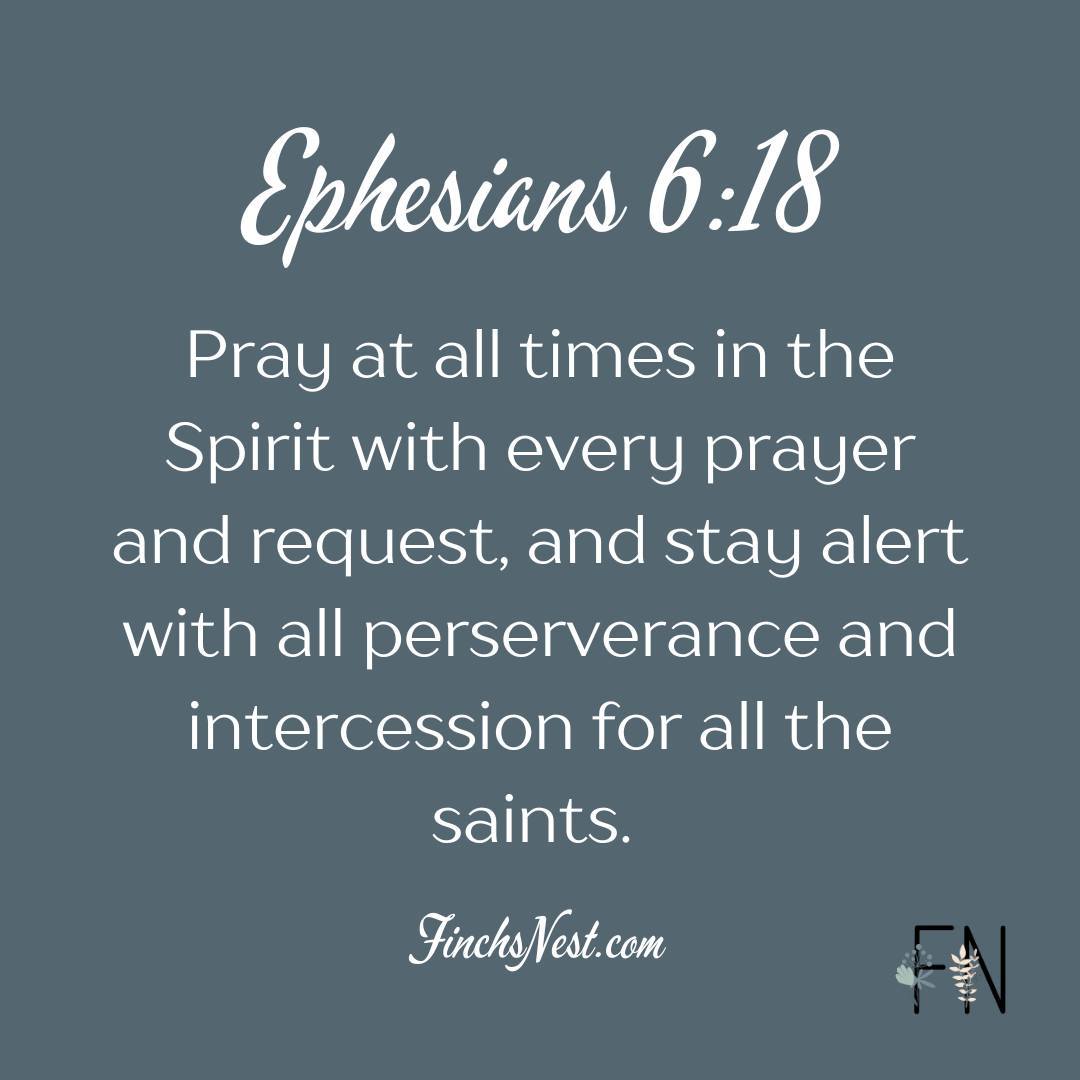 Ephesians 6:18
Pray at all times in the
Spirit with every prayer
and request, and stay alert
with all perserverance and
intercession for all the
saints.
FinchsNest.com
FN